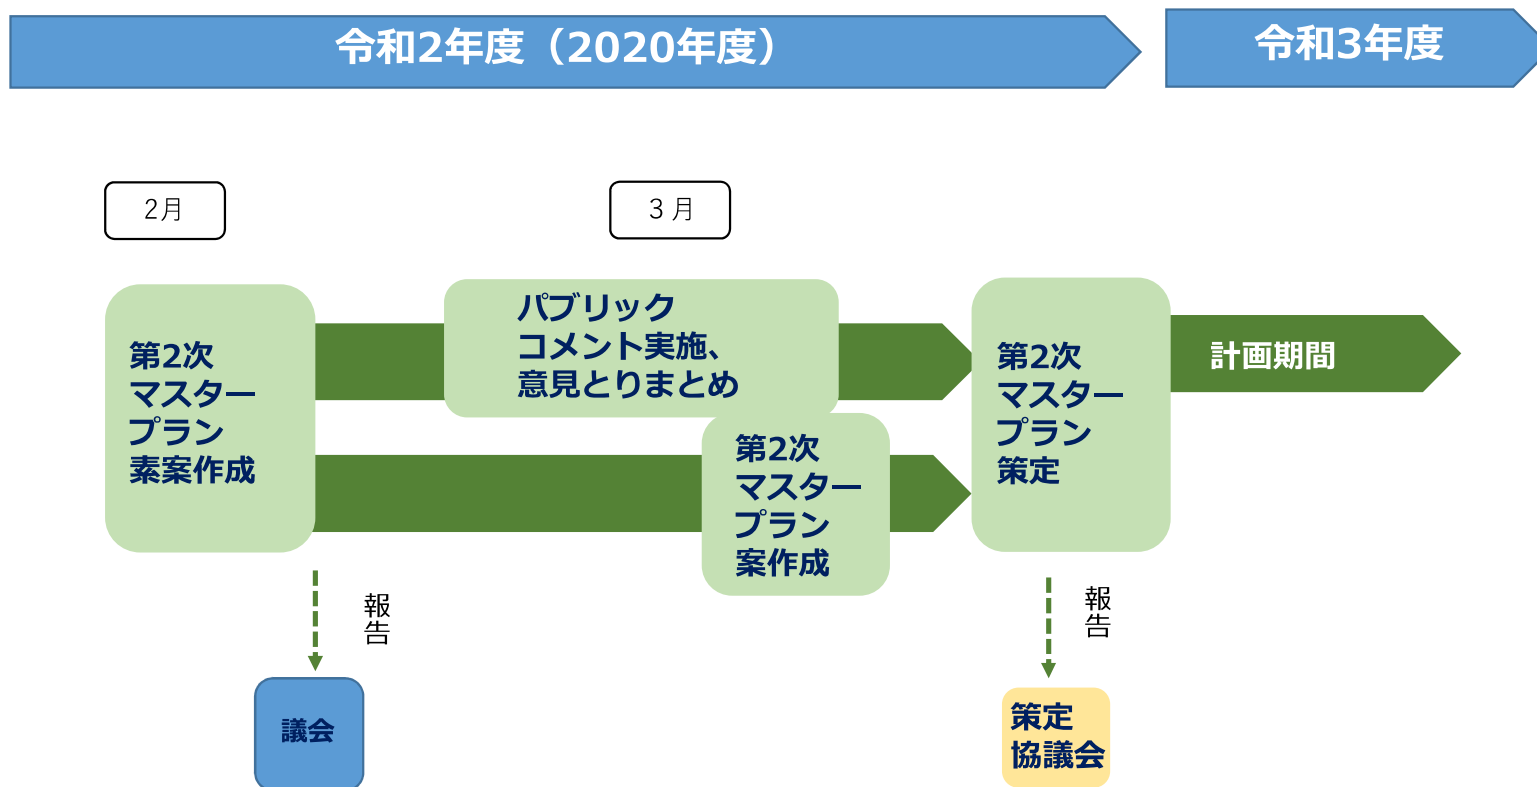 令和2年度（2020年度）
令和3年度
2月
３月
第2次
マスター
プラン
素案作成
パブリック
コメント実施、
意見とりまとめ
第2次
マスター
プラン
案作成
第2次
マスター
プラン
策定
計画期間
報告
議会
報告
策定
協議会